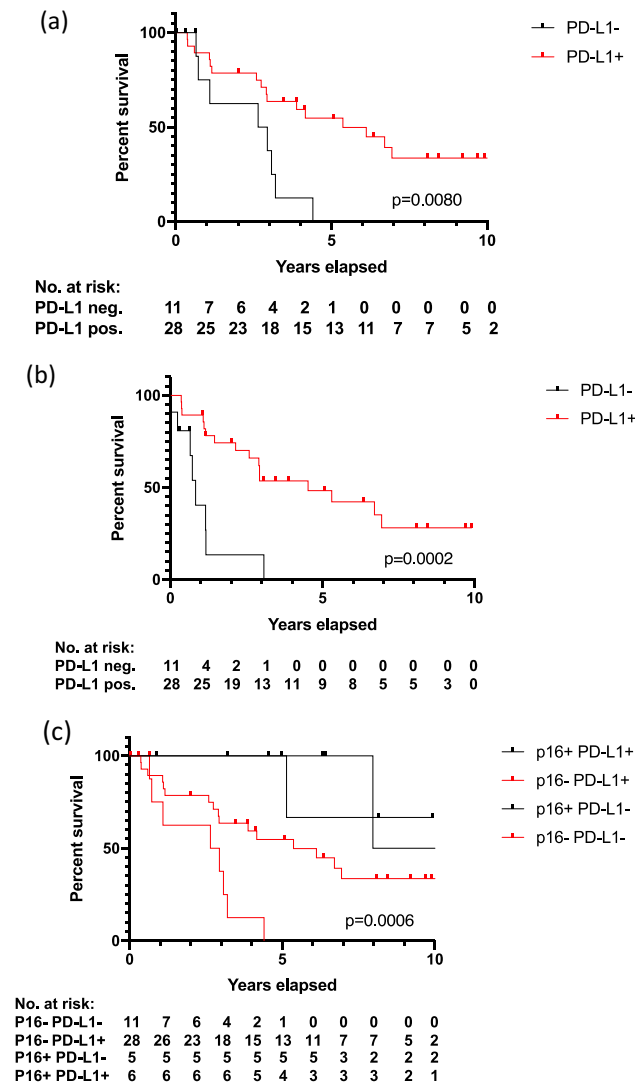 (a)
PD-L1-
PD-L1+
100
50
0
Percent survival
p=0.0080
0 5 10
Years elapsed
No. at risk:
PD-L1 neg. 11 7 6 4 2 1 0 0 0 0 0
PD-L1 pos. 28 25 23 18 15 13 11 7 7 5 2
(b)
PD-L1-
PD-L1+
100
50
0
Percent survival
p=0.0002
0 5 10
Years elapsed
No. at risk:
PD-L1 neg. 11 4 2 1 0 0 0 0 0 0 0
PD-L1 pos. 28 25 19 13 11 9 8 5 5 3 0
(c)
p16+ PD-L1+
p16- PD-L1+
p16+ PD-L1-
p16- PD-L1-
100
50
0
Percent survival
p=0.0006
0 5 10
Years elapsed
No. at risk:
P16- PD-L1- 11 7 6 4 2 1 0 0 0 0 0
P16- PD-L1+ 28 26 23 18 15 13 11 7 7 5 2
P16+ PD-L1- 5 5 5 5 5 5 5 3 2 2 2
P16+ PD-L1+ 6 6 6 6 5 4 3 3 3 2 1